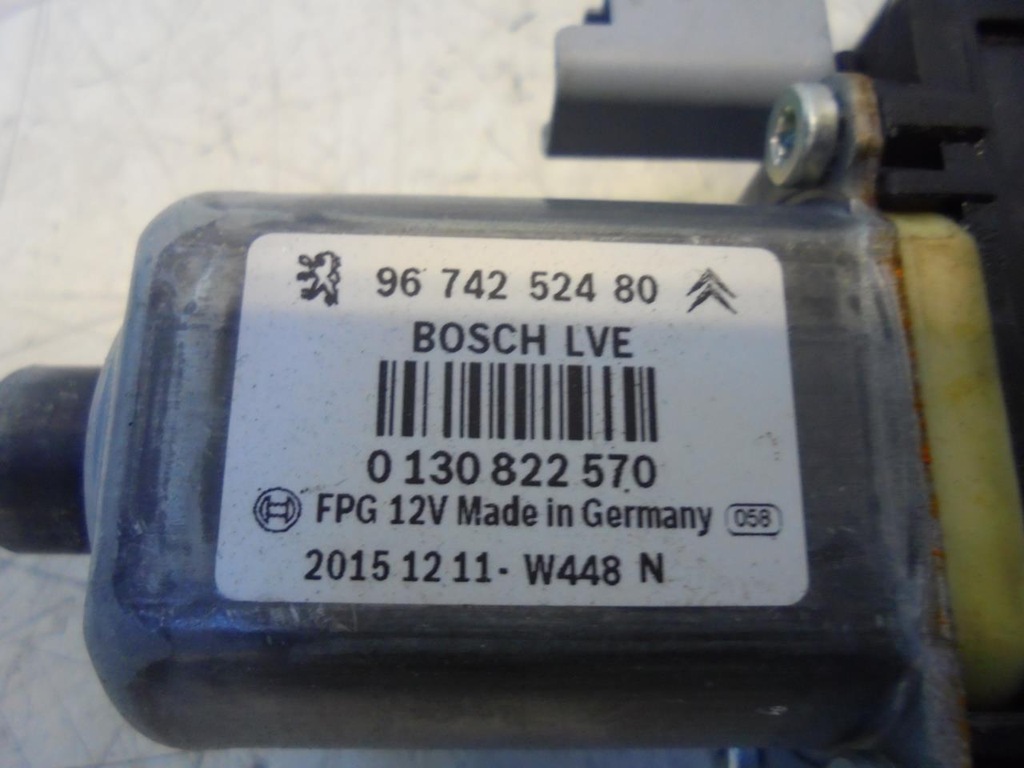 96 742 524 80
BOSCH LVE
0 130 822 570
FPG 12V Made in Germany 058
2015 12 11- W448 N